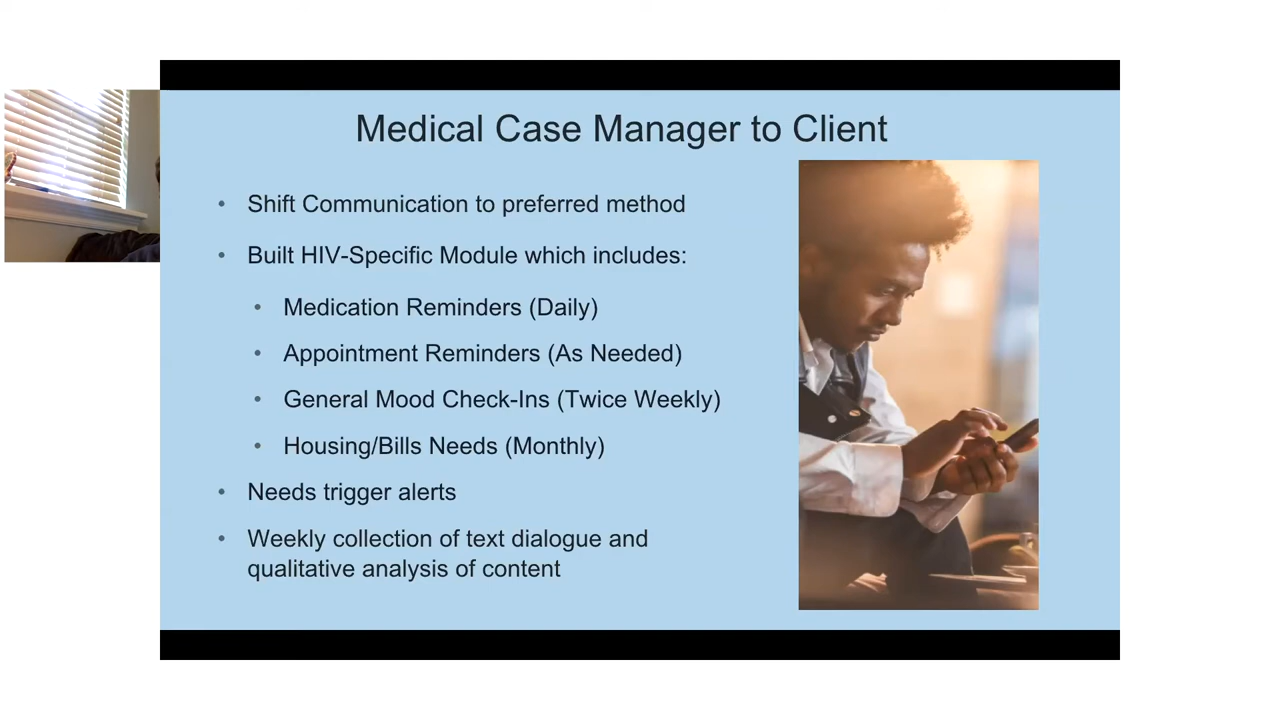 Medical Case Manager to Client
• Shift Communication to preferred method
• Built HIV-Specific Module which includes:
• Medication Reminders (Daily)
• Appointment Reminders (As Needed)
• General Mood Check-Ins (Twice Weekly)
• Housing/Bills Needs (Monthly)
• Needs trigger alerts
• Weekly collection of text dialogue and
qualitative analysis of content